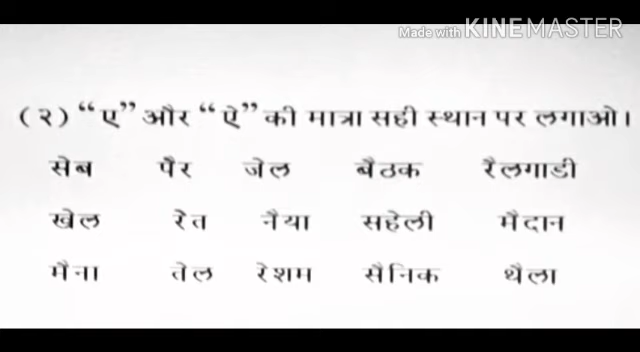 Made with KINEMASTER
(२) “ए” और “ऐ” की मात्रा सही स्थान पर लगाओ।
सेब पैर जेल बैठक रैलगाडी
खेल रेत नैया सहेली मैदान
मैना तेल रेशम सैनिक थैला